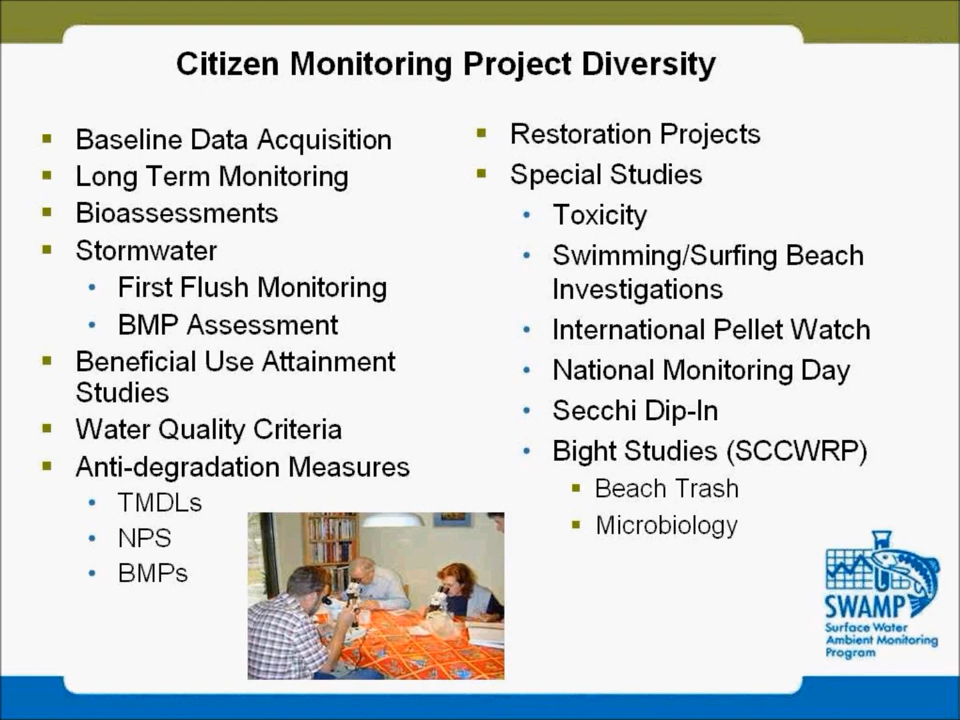 Citizen Monitoring Project Diversity
Baseline Data Acquisition
Long Term Monitoring
Bioassessments
Stormwater
First Flush Monitoring
BMP Assessment
Beneficial Use Attainment
Studies
Water Quality Criteria
Anti-degradation Measures
TMDLs
NPS
BMPs
Restoration Projects
Special Studies
Toxicity
Swimming/Surfing Beach
Investigations
International Pellet Watch
National Monitoring Day
Secchi Dip-In
Bight Studies (SCCWRP)
Beach Trash
Microbiology
SWAMP
Surface Water
Ambient Monitoring
Program